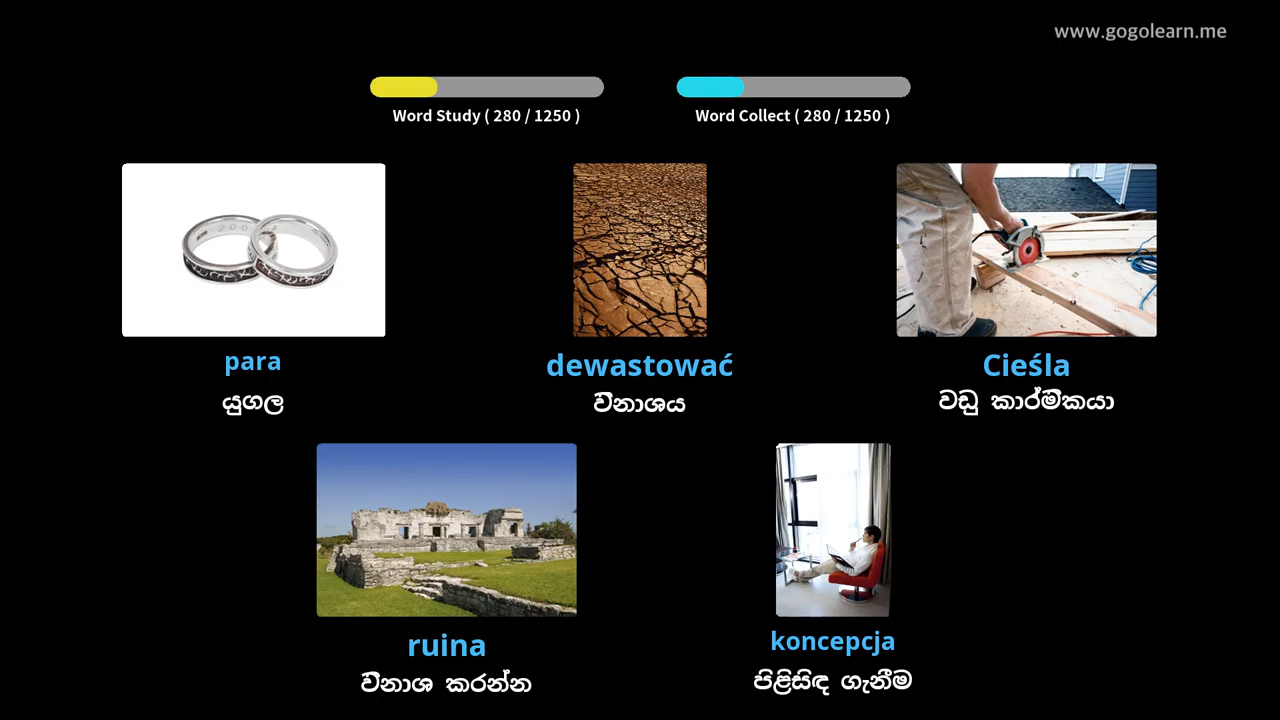 www.gogolearn.me
Word Study ( 280 / 1250 )
Word Collect ( 280 / 1250 )
para
යුගල
dewastować
විනාශය
Cieśla
වඩු කාර්මිකයා
ruina
විනාශ කරන්න
koncepcja
පිළිසිඳ ගැනීම